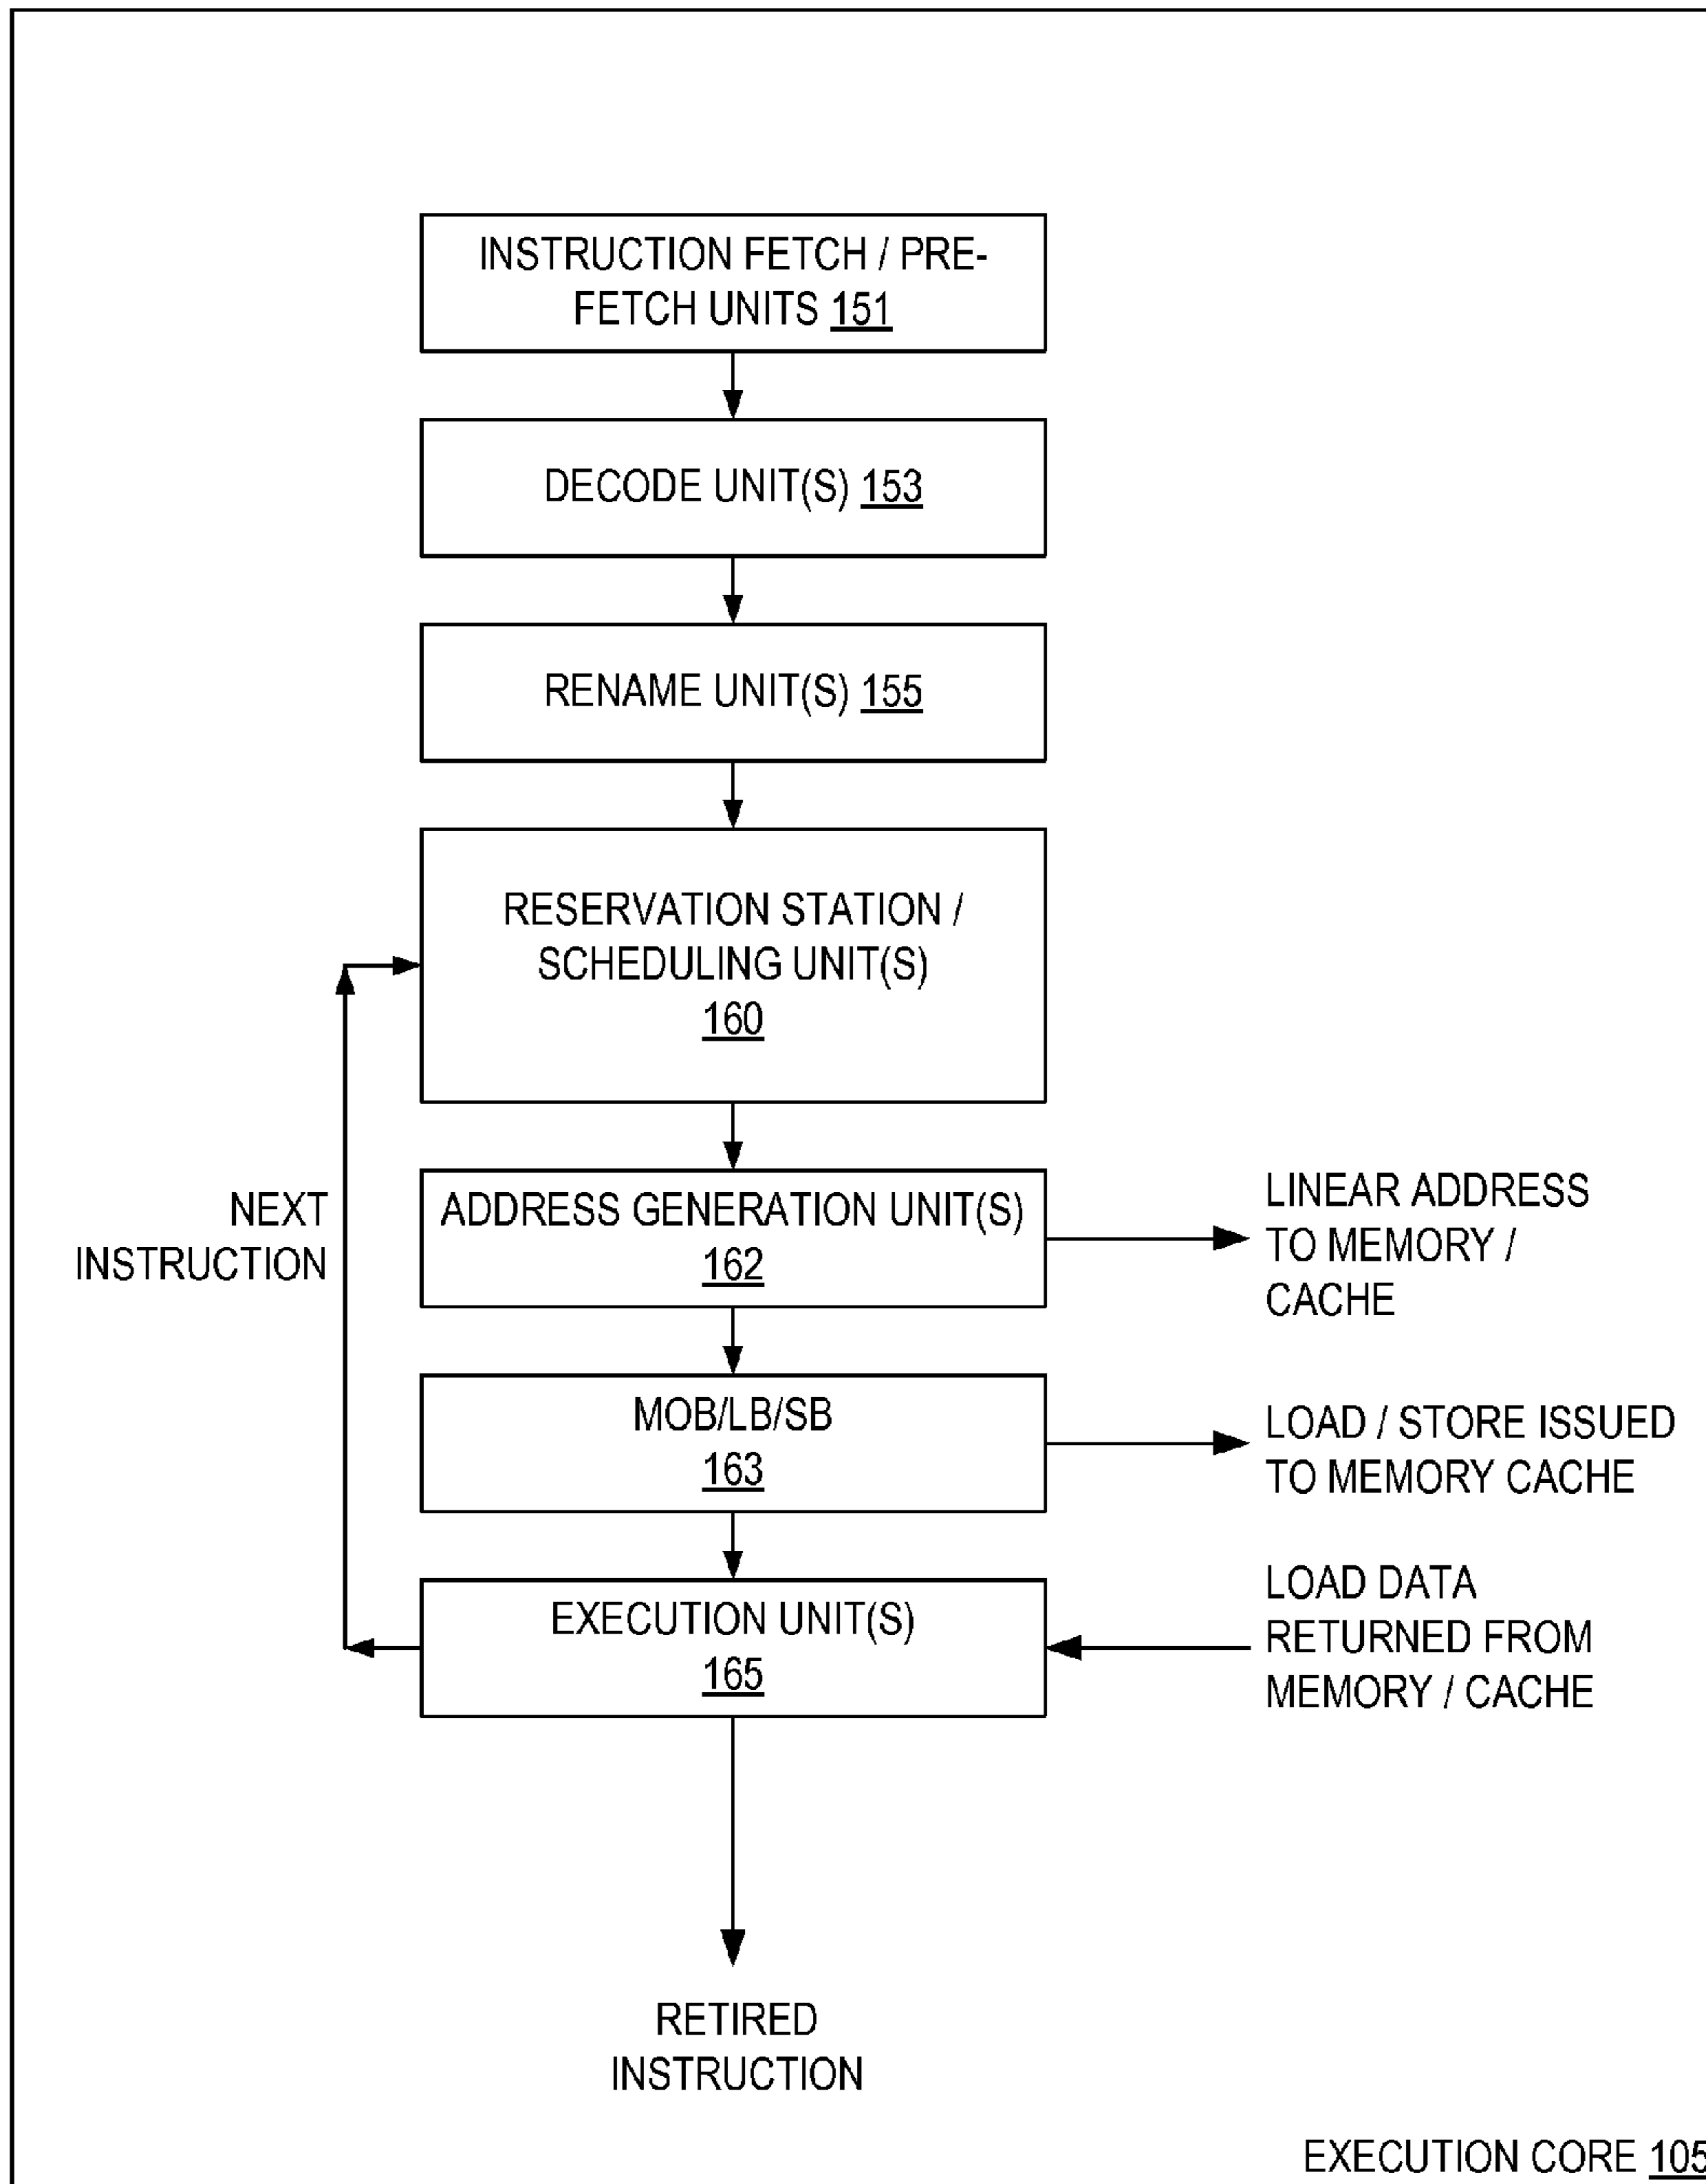 INSTRUCTION FETCH / PRE-
FETCH UNITS 151
DECODE UNIT(S) 153
RENAME UNIT(S) 155
RESERVATION STATION /
SCHEDULING UNIT(S)
160
NEXT
INSTRUCTION
ADDRESS GENERATION UNIT(S)
162
LINEAR ADDRESS
TO MEMORY /
CACHE
MOB/LB/SB
163
LOAD / STORE ISSUED
TO MEMORY CACHE
EXECUTION UNIT(S)
165
LOAD DATA
RETURNED FROM
MEMORY / CACHE
RETIRED
INSTRUCTION
EXECUTION CORE 105